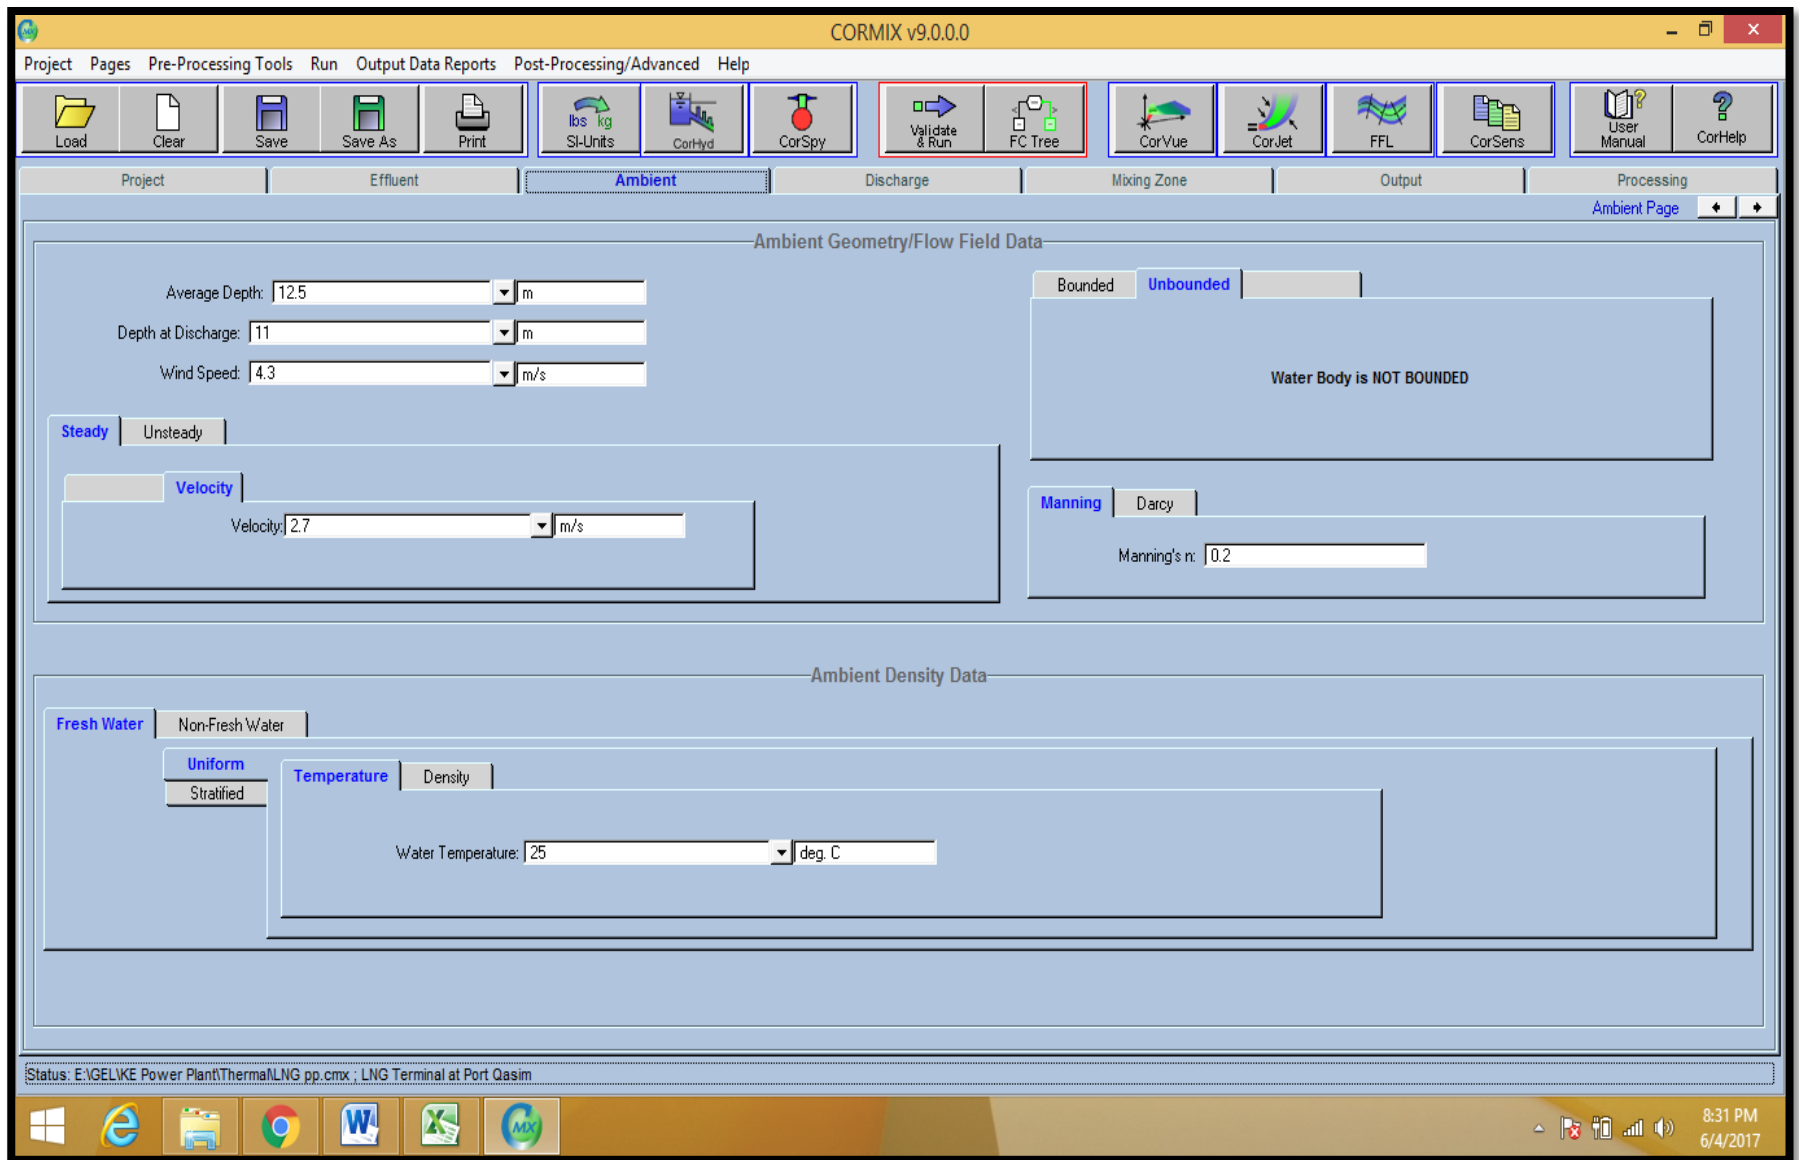 CORMIX v9.0.0.0
Project Pages Pre-Processing Tools Run Output Data Reports Post-Processing/Advanced Help
Load Clear Save Save As Print lbs kg SI-Units CorHyd CorSpy Validate & Run FC Tree CorVue CorJet FFL CorSens User Manual CorHelp
Project Effluent Ambient Discharge Mixing Zone Output Processing
Ambient Page
Ambient Geometry/Flow Field Data
Average Depth: 12.5 m
Depth at Discharge: 11 m
Wind Speed: 4.3 m/s
Bounded Unbounded
Water Body is NOT BOUNDED
Steady Unsteady
Velocity
Velocity: 2.7 m/s
Manning Darcy
Manning's n: 0.2
Ambient Density Data
Fresh Water Non-Fresh Water
Uniform
Stratified
Temperature Density
Water Temperature: 25 deg. C
Status: E:\GEL\KE Power Plant\Thermal\LNG pp.cmx ; LNG Terminal at Port Qasim
8:31 PM
6/4/2017